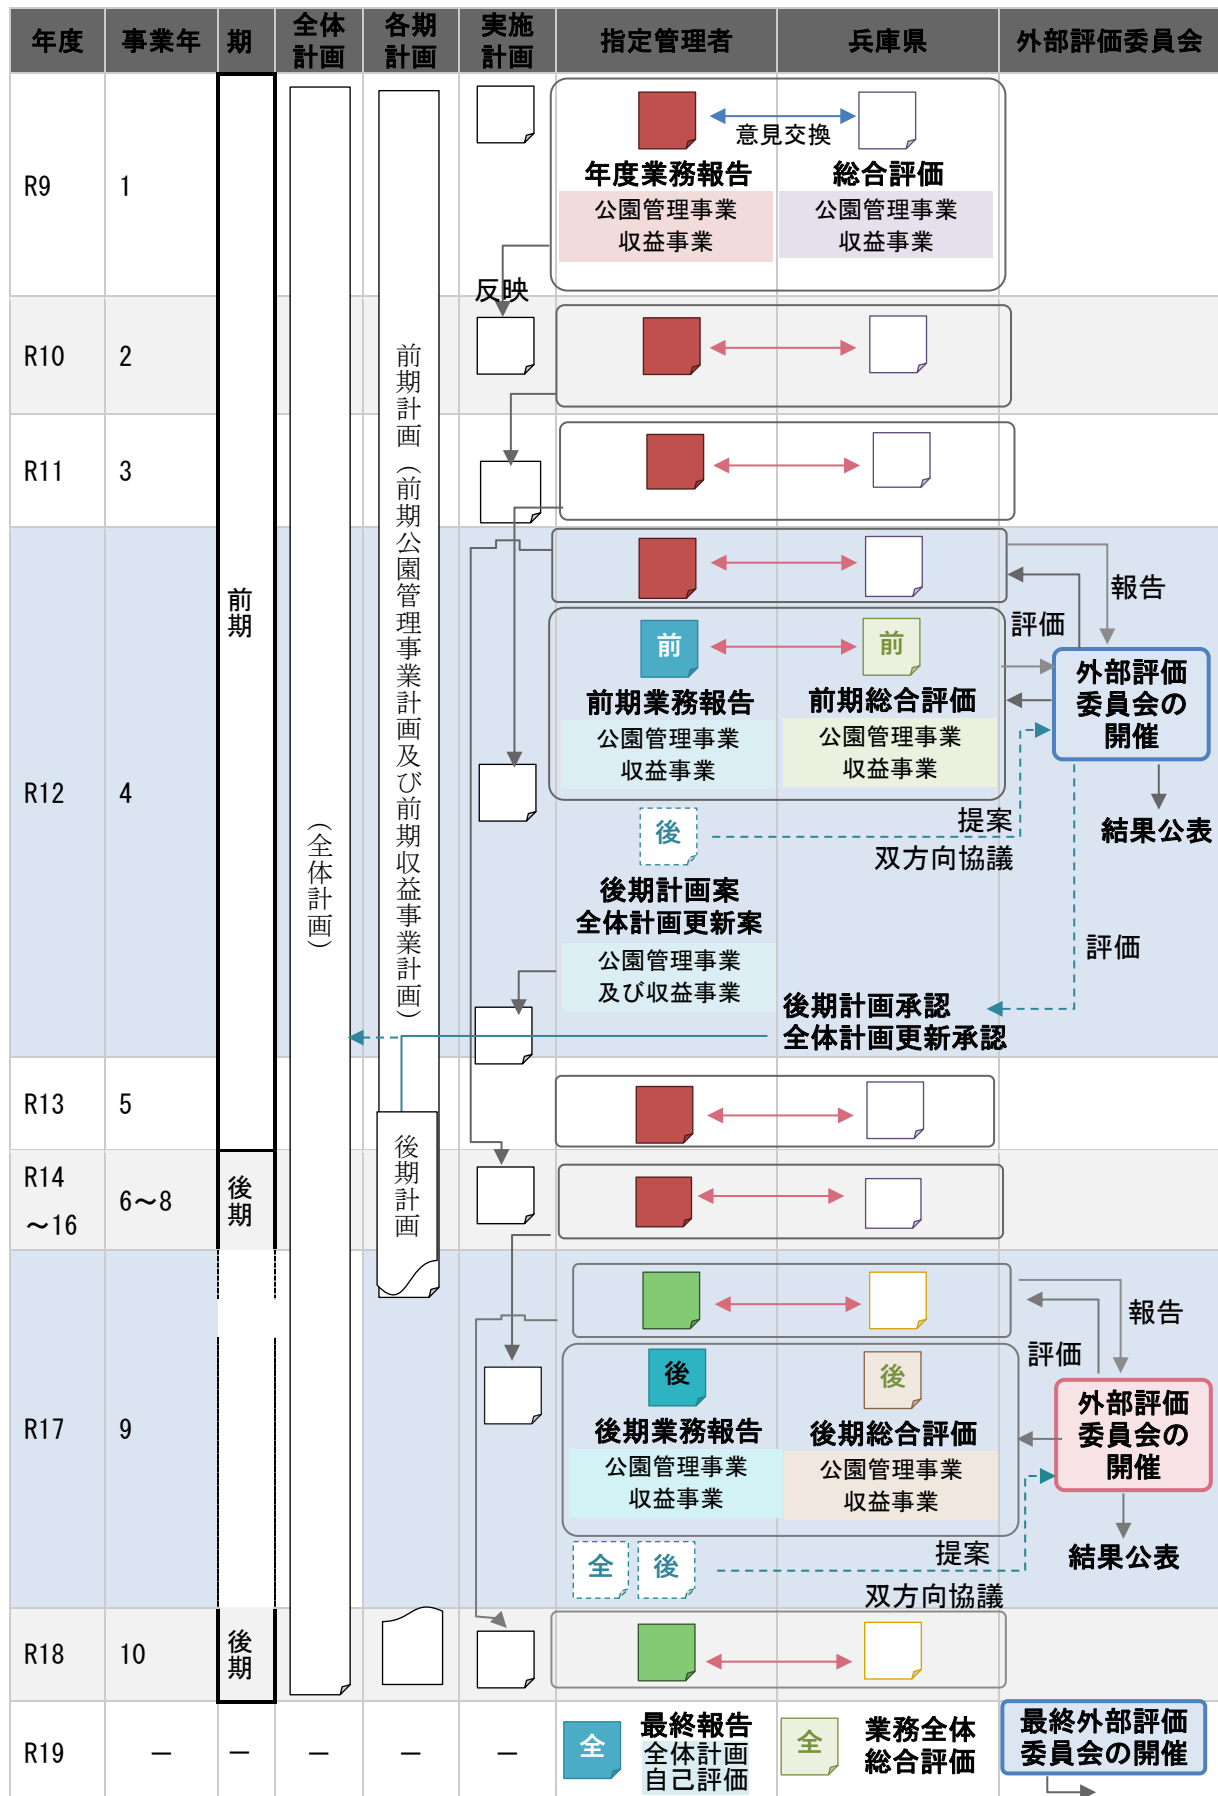 年度
事業年
期
全体
計画
各期
計画
実施
計画
指定管理者
兵庫県
外部評価委員会
R9
1
意見交換
年度業務報告
総合評価
公園管理事業
収益事業
公園管理事業
収益事業
反映
R10
2
R11
3
前期
(全体計画)
前期計画(前期公園管理事業計画及び前期収益事業計画)
R12
4
報告
評価
前
前
前期業務報告
前期総合評価
公園管理事業
収益事業
公園管理事業
収益事業
外部評価
委員会の
開催
結果公表
後
提案
双方向協議
後期計画案
全体計画更新案
公園管理事業
及び収益事業
評価
後期計画承認
全体計画更新承認
R13
5
後期計画
R14
~16
6~8
後期
R17
9
報告
評価
後
後
後期業務報告
後期総合評価
公園管理事業
収益事業
公園管理事業
収益事業
外部評価
委員会の
開催
結果公表
全
後
提案
双方向協議
R18
10
後期
R19
－
－
－
－
－
全
最終報告
全体計画
自己評価
全
業務全体
総合評価
最終外部評価
委員会の開催